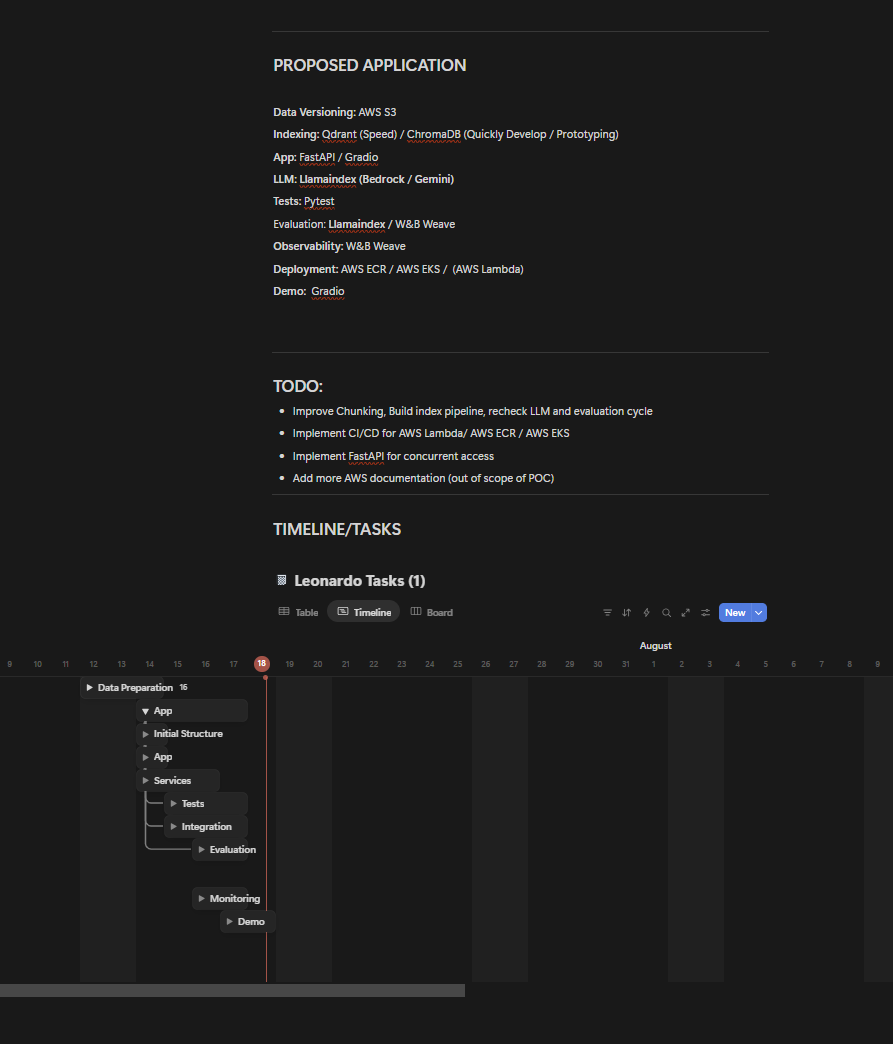 PROPOSED APPLICATION
Data Versioning: AWS S3
Indexing: Qdrant (Speed) / ChromaDB (Quickly Develop / Prototyping)
App: FastAPI / Gradio
LLM: Llamaindex (Bedrock / Gemini)
Tests: Pytest
Evaluation: Llamaindex / W&B Weave
Observability: W&B Weave
Deployment: AWS ECR / AWS EKS / (AWS Lambda)
Demo: Gradio
TODO:
• Improve Chunking, Build index pipeline, recheck LLM and evaluation cycle
• Implement CI/CD for AWS Lambda/ AWS ECR / AWS EKS
• Implement FastAPI for concurrent access
• Add more AWS documentation (out of scope of POC)
TIMELINE/TASKS
Leonardo Tasks (1)
Table Timeline Board New
August
9 10 11 12 13 14 15 16 17 18 19 20 21 22 23 24 25 26 27 28 29 30 31 1 2 3 4 5 6 7 8 9
Data Preparation 16
App
Initial Structure
App
Services
Tests
Integration
Evaluation
Monitoring
Demo